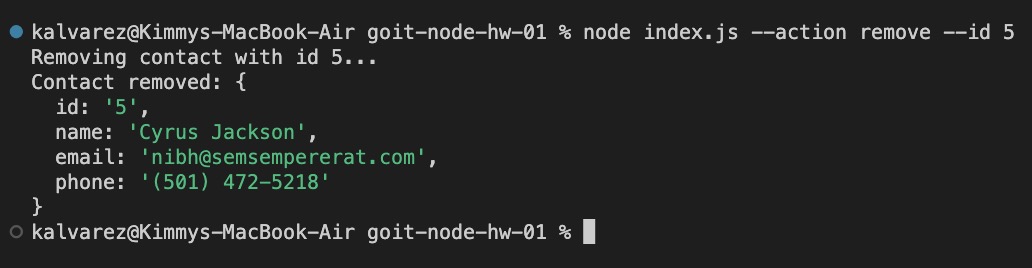 kalvarez@Kimmys-MacBook-Air goit-node-hw-01 % node index.js --action remove --id 5
Removing contact with id 5...
Contact removed: {
  id: '5',
  name: 'Cyrus Jackson',
  email: 'nibh@semsempererat.com',
  phone: '(501) 472-5218'
}
kalvarez@Kimmys-MacBook-Air goit-node-hw-01 %